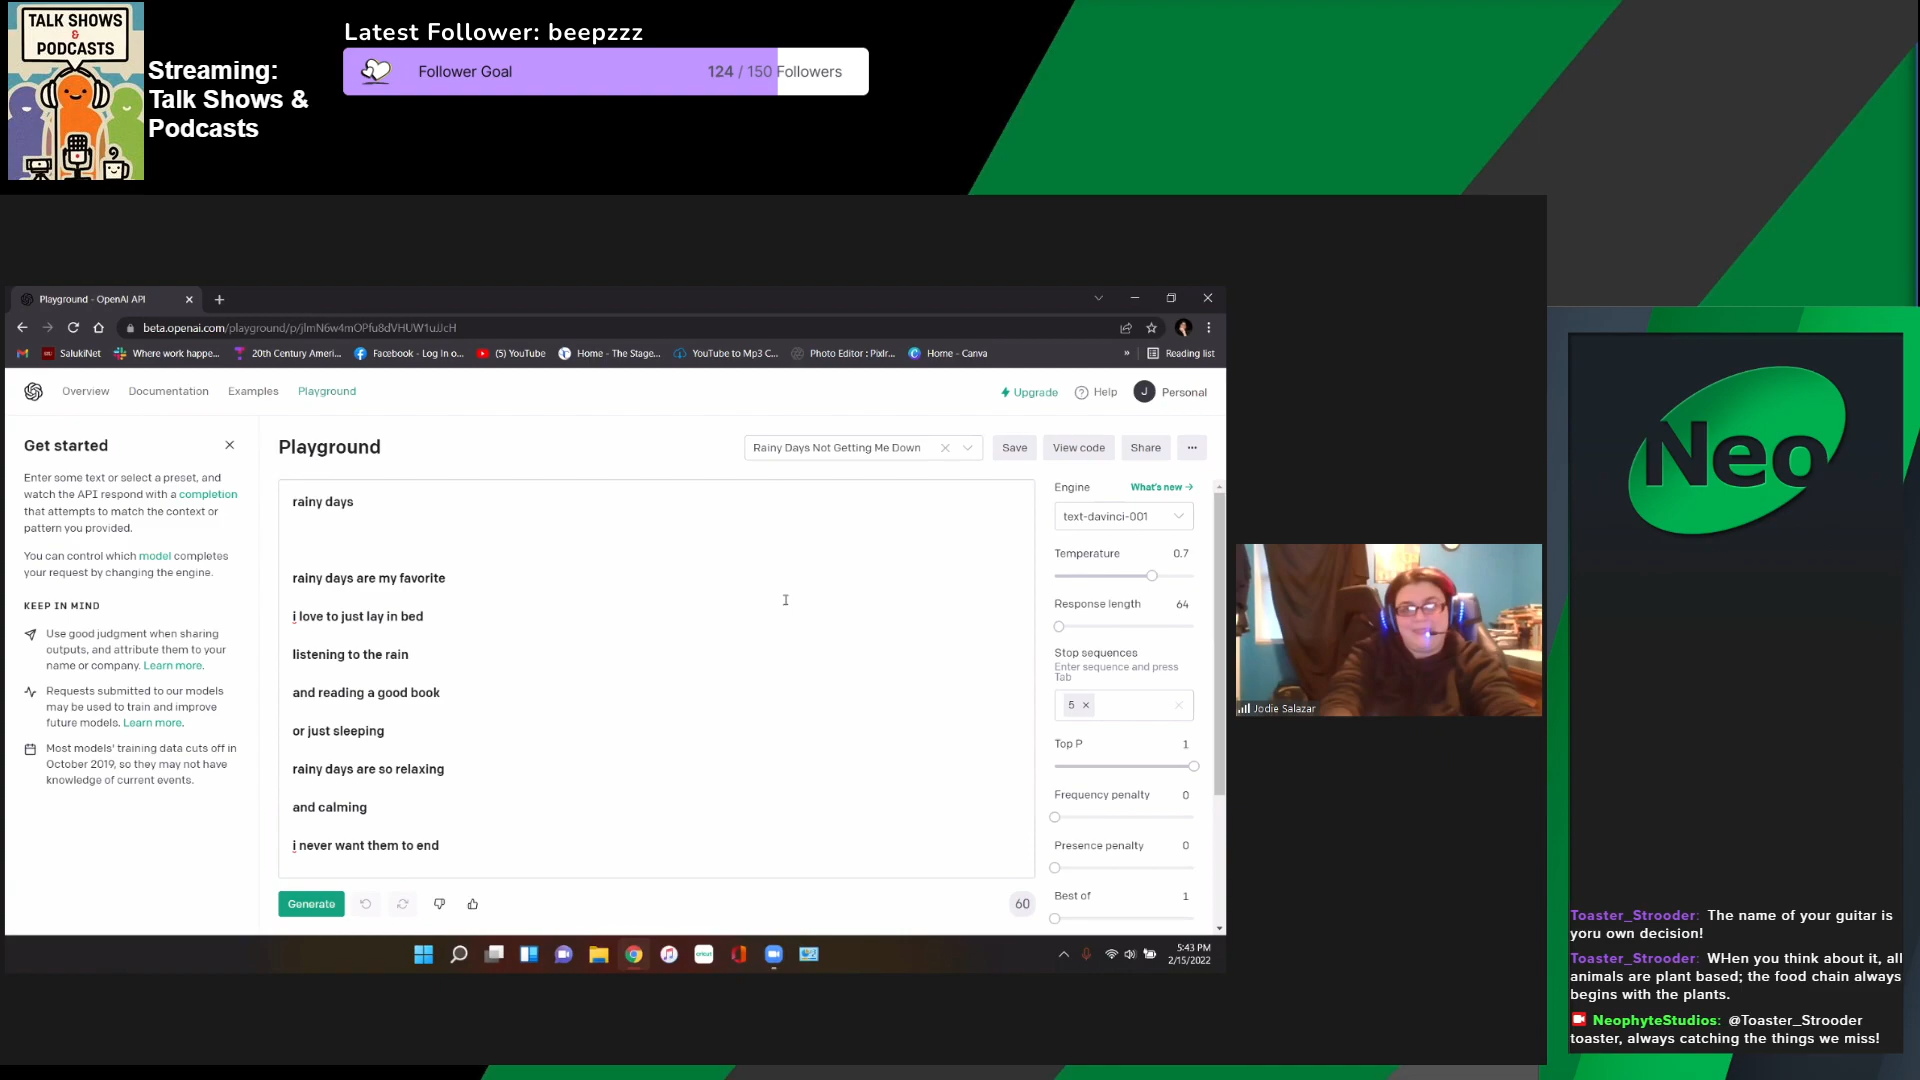 TALK SHOWS
&
PODCASTS
Streaming:
Talk Shows &
Podcasts
Latest Follower: beepzzz
Follower Goal
124 / 150 Followers
Playground - OpenAI API
beta.openai.com/playground/p/jlmN6w4mOPfu8dVHUW1uJJcH
SalukiNet
Where work happe...
20th Century Ameri...
Facebook - Log In o...
(5) YouTube
Home - The Stage...
YouTube to Mp3 C...
Photo Editor : Pixlr...
Home - Canva
»
Reading list
Overview
Documentation
Examples
Playground
Upgrade
Help
J
Personal
Get started
Enter some text or select a preset, and
watch the API respond with a completion
that attempts to match the context or
pattern you provided.
You can control which model completes
your request by changing the engine.
KEEP IN MIND
Use good judgment when sharing
outputs, and attribute them to your
name or company. Learn more.
Requests submitted to our models
may be used to train and improve
future models. Learn more.
Most models' training data cuts off in
October 2019, so they may not have
knowledge of current events.
Playground
Rainy Days Not Getting Me Down
Save
View code
Share
...
rainy days
rainy days are my favorite
i love to just lay in bed
listening to the rain
and reading a good book
or just sleeping
rainy days are so relaxing
and calming
i never want them to end
Generate
60
Engine
What's new
text-davinci-001
Temperature
0.7
Response length
64
Stop sequences
Enter sequence and press
Tab
5
Top P
1
Frequency penalty
0
Presence penalty
0
Best of
1
5:43 PM
2/15/2022
cricut
Jodie Salazar
Neo
Toaster_Strooder: The name of your guitar is
yoru own decision!
Toaster_Strooder: WHen you think about it, all
animals are plant based; the food chain always
begins with the plants.
NeophyteStudios: @Toaster_Strooder
toaster, always catching the things we miss!